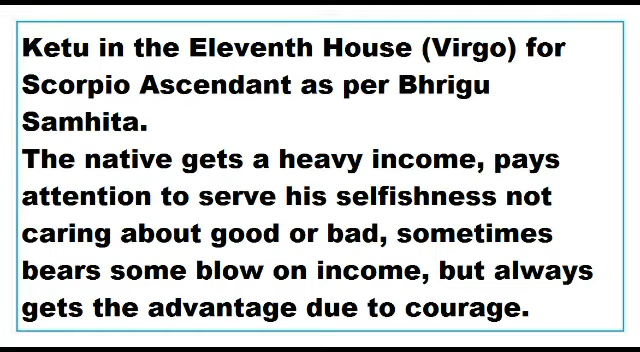 Ketu in the Eleventh House (Virgo) for
Scorpio Ascendant as per Bhrigu
Samhita.
The native gets a heavy income, pays
attention to serve his selfishness not
caring about good or bad, sometimes
bears some blow on income, but always
gets the advantage due to courage.